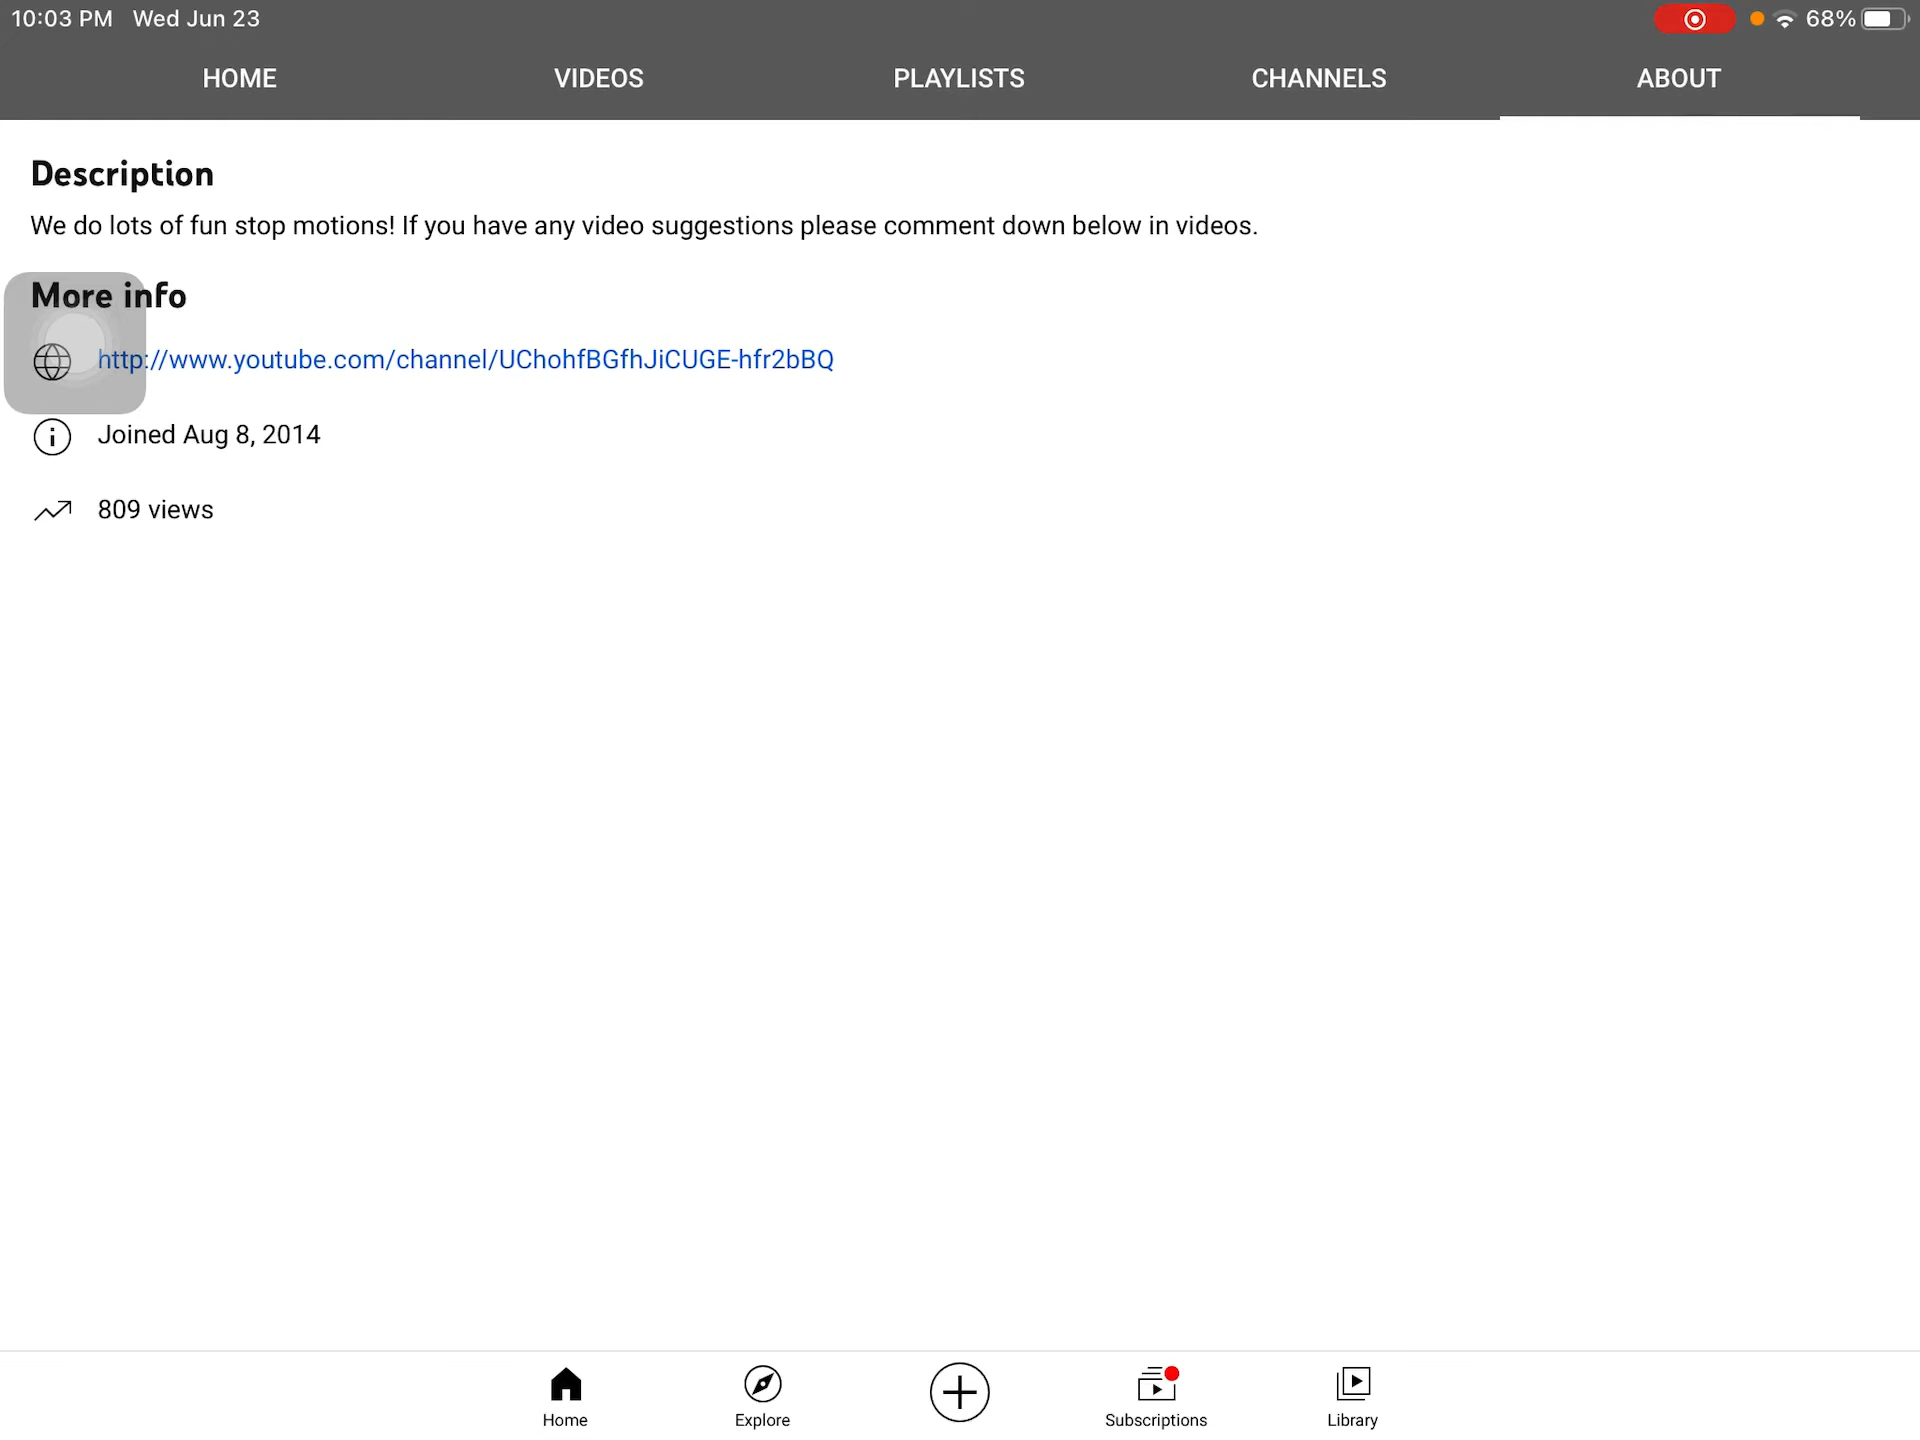 10:03 PM Wed Jun 23 68%
HOME VIDEOS PLAYLISTS CHANNELS ABOUT
Description
We do lots of fun stop motions! If you have any video suggestions please comment down below in videos.
More info
http://www.youtube.com/channel/UChohfBGfhJiCUGE-hfr2bBQ
Joined Aug 8, 2014
809 views
Home Explore Subscriptions Library